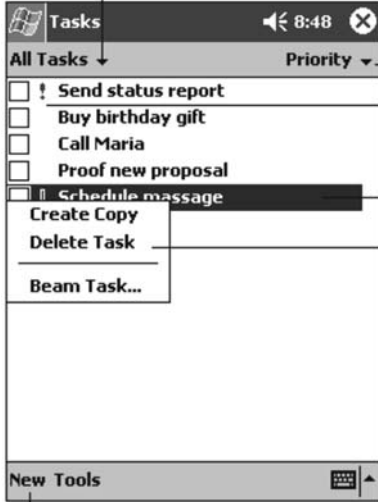 Tasks 8:48
All Tasks Priority
! Send status report
Buy birthday gift
Call Maria
Proof new proposal
Schedule massage
Create Copy
Delete Task
Beam Task...
New Tools